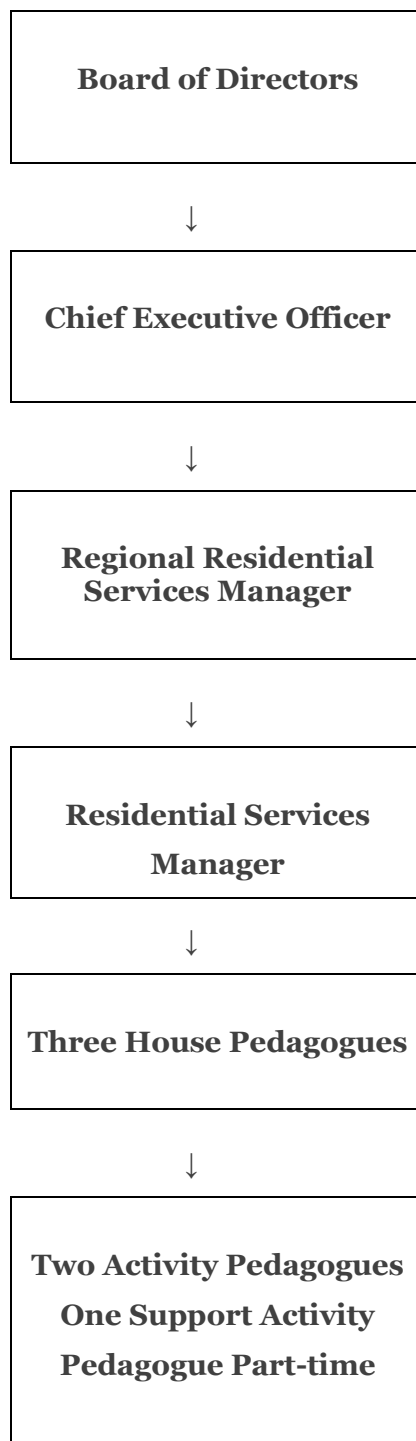 Board of Directors
↓
Chief Executive Officer
↓
Regional Residential
Services Manager
↓
Residential Services
Manager
↓
Three House Pedagogues
↓
Two Activity Pedagogues
One Support Activity
Pedagogue Part-time